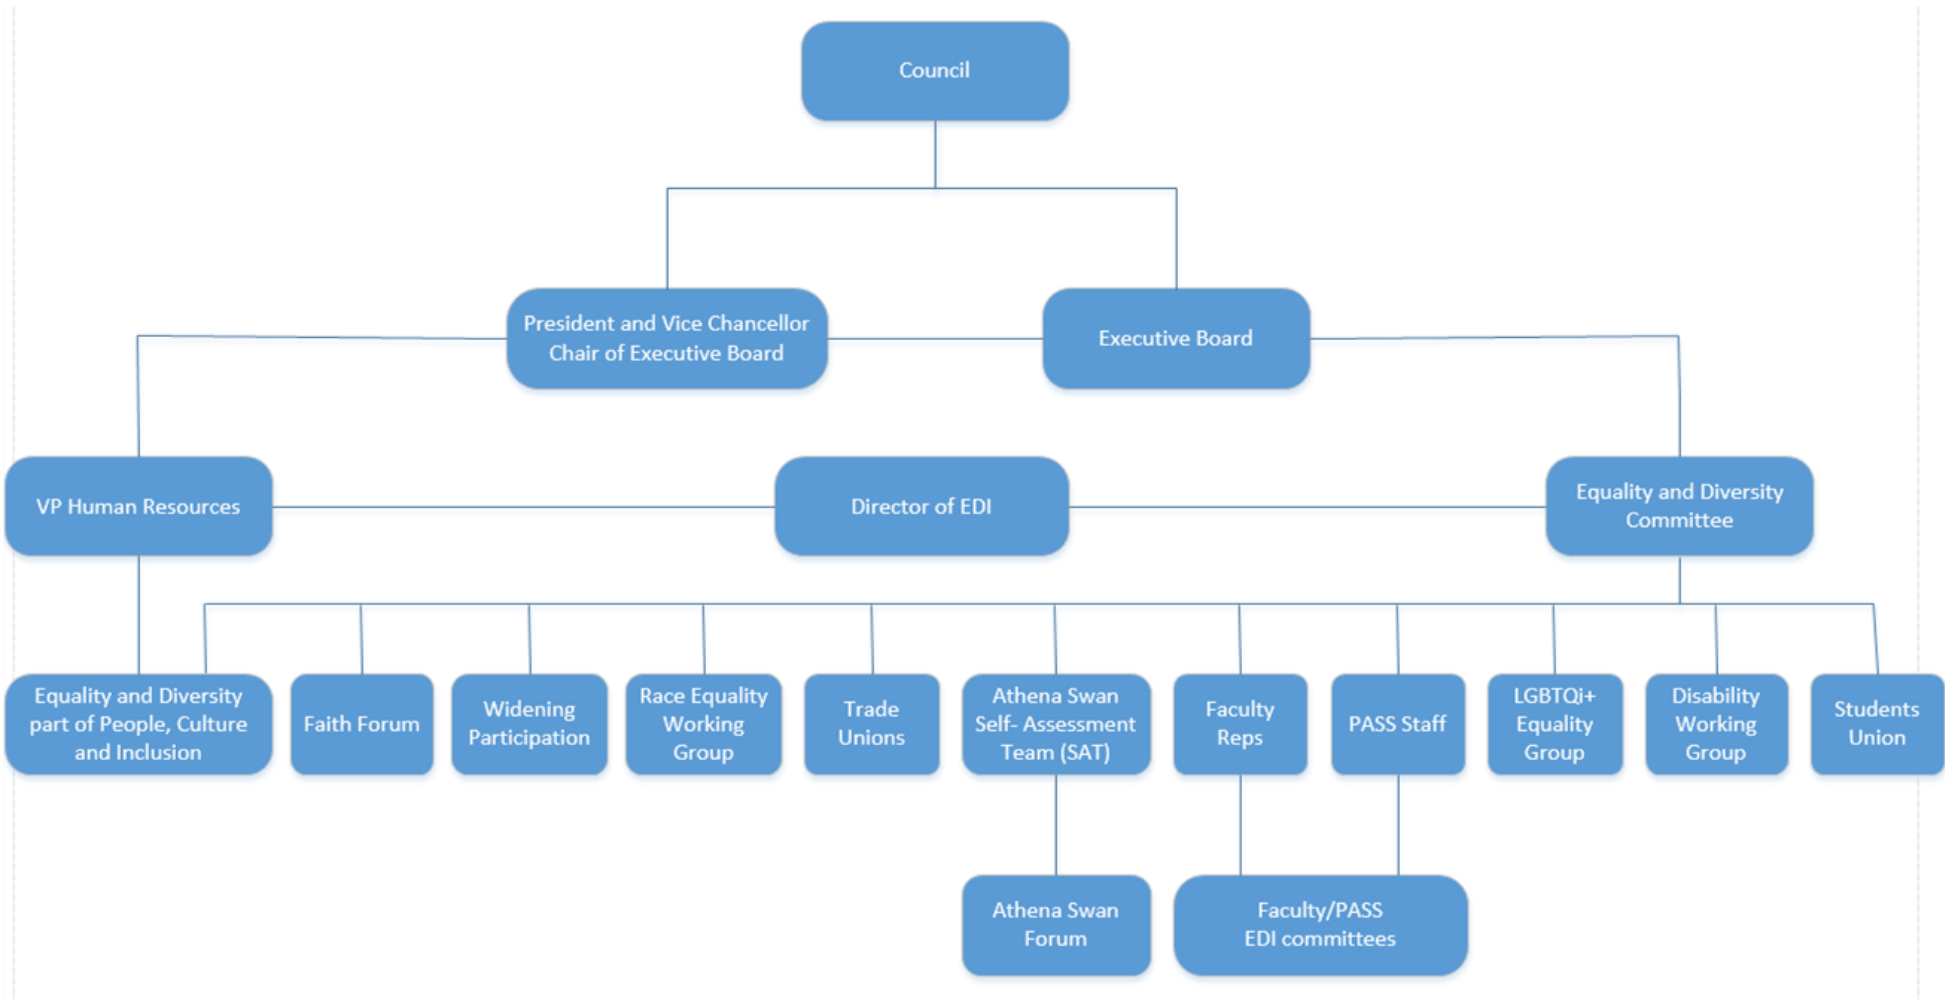 Council
President and Vice Chancellor
Chair of Executive Board
Executive Board
VP Human Resources
Director of EDI
Equality and Diversity
Committee
Equality and Diversity
part of People, Culture
and Inclusion
Faith Forum
Widening
Participation
Race Equality
Working
Group
Trade
Unions
Athena Swan
Self- Assessment
Team (SAT)
Faculty
Reps
PASS Staff
LGBTQi+
Equality
Group
Disability
Working
Group
Students
Union
Athena Swan
Forum
Faculty/PASS
EDI committees